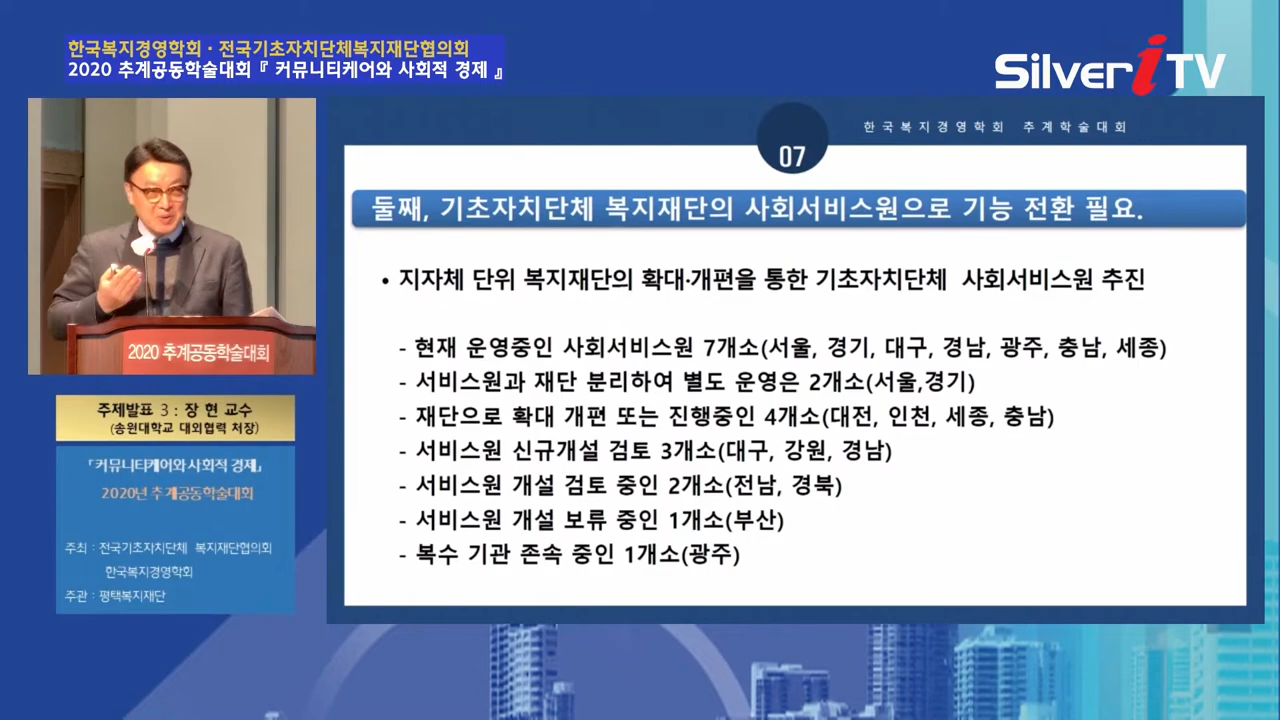 한국복지경영학회 · 전국기초자치단체복지재단협의회
2020 추계공동학술대회『 커뮤니티케어와 사회적 경제 』
Silver i TV
2020 추계공동학술대회
주제발표 3 : 장 현 교수
(송원대학교 대외협력 처장)
「커뮤니티케어와 사회적 경제」
2020년 추계공동학술대회
주최 : 전국기초자치단체 복지재단협의회
한국복지경영학회
주관 : 평택복지재단
한국복지경영학회 추계학술대회
07
둘째, 기초자치단체 복지재단의 사회서비스원으로 기능 전환 필요.
• 지자체 단위 복지재단의 확대·개편을 통한 기초자치단체 사회서비스원 추진
- 현재 운영중인 사회서비스원 7개소(서울, 경기, 대구, 경남, 광주, 충남, 세종)
- 서비스원과 재단 분리하여 별도 운영은 2개소(서울,경기)
- 재단으로 확대 개편 또는 진행중인 4개소(대전, 인천, 세종, 충남)
- 서비스원 신규개설 검토 3개소(대구, 강원, 경남)
- 서비스원 개설 검토 중인 2개소(전남, 경북)
- 서비스원 개설 보류 중인 1개소(부산)
- 복수 기관 존속 중인 1개소(광주)